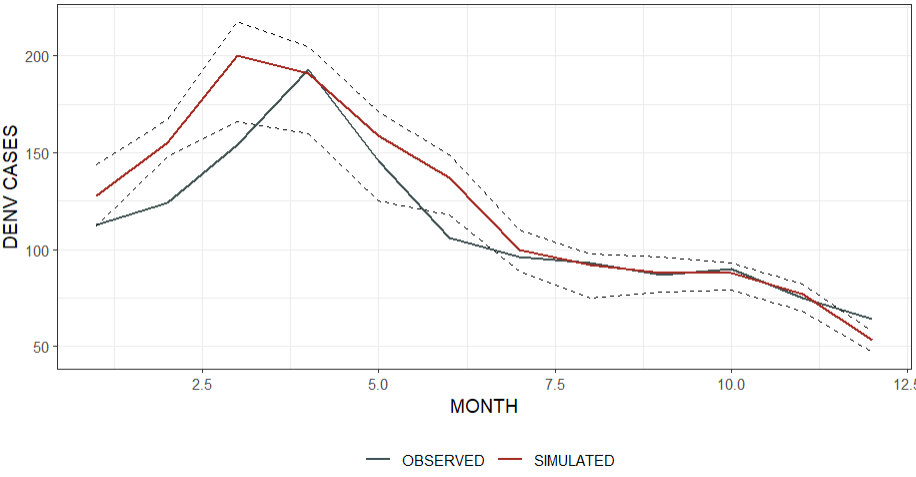 200
150
100
50
DENV CASES
2.5 5.0 7.5 10.0 12.5
MONTH
OBSERVED SIMULATED